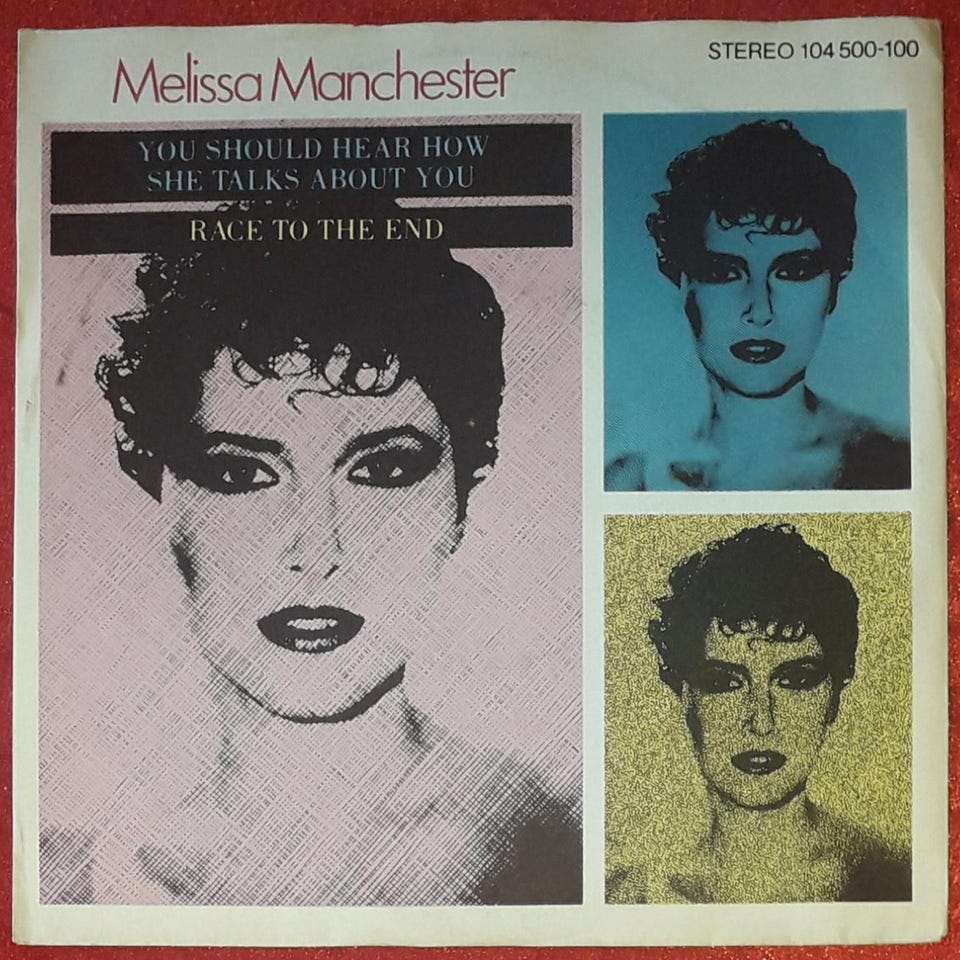 Melissa Manchester
STEREO 104 500-100
YOU SHOULD HEAR HOW
SHE TALKS ABOUT YOU
RACE TO THE END